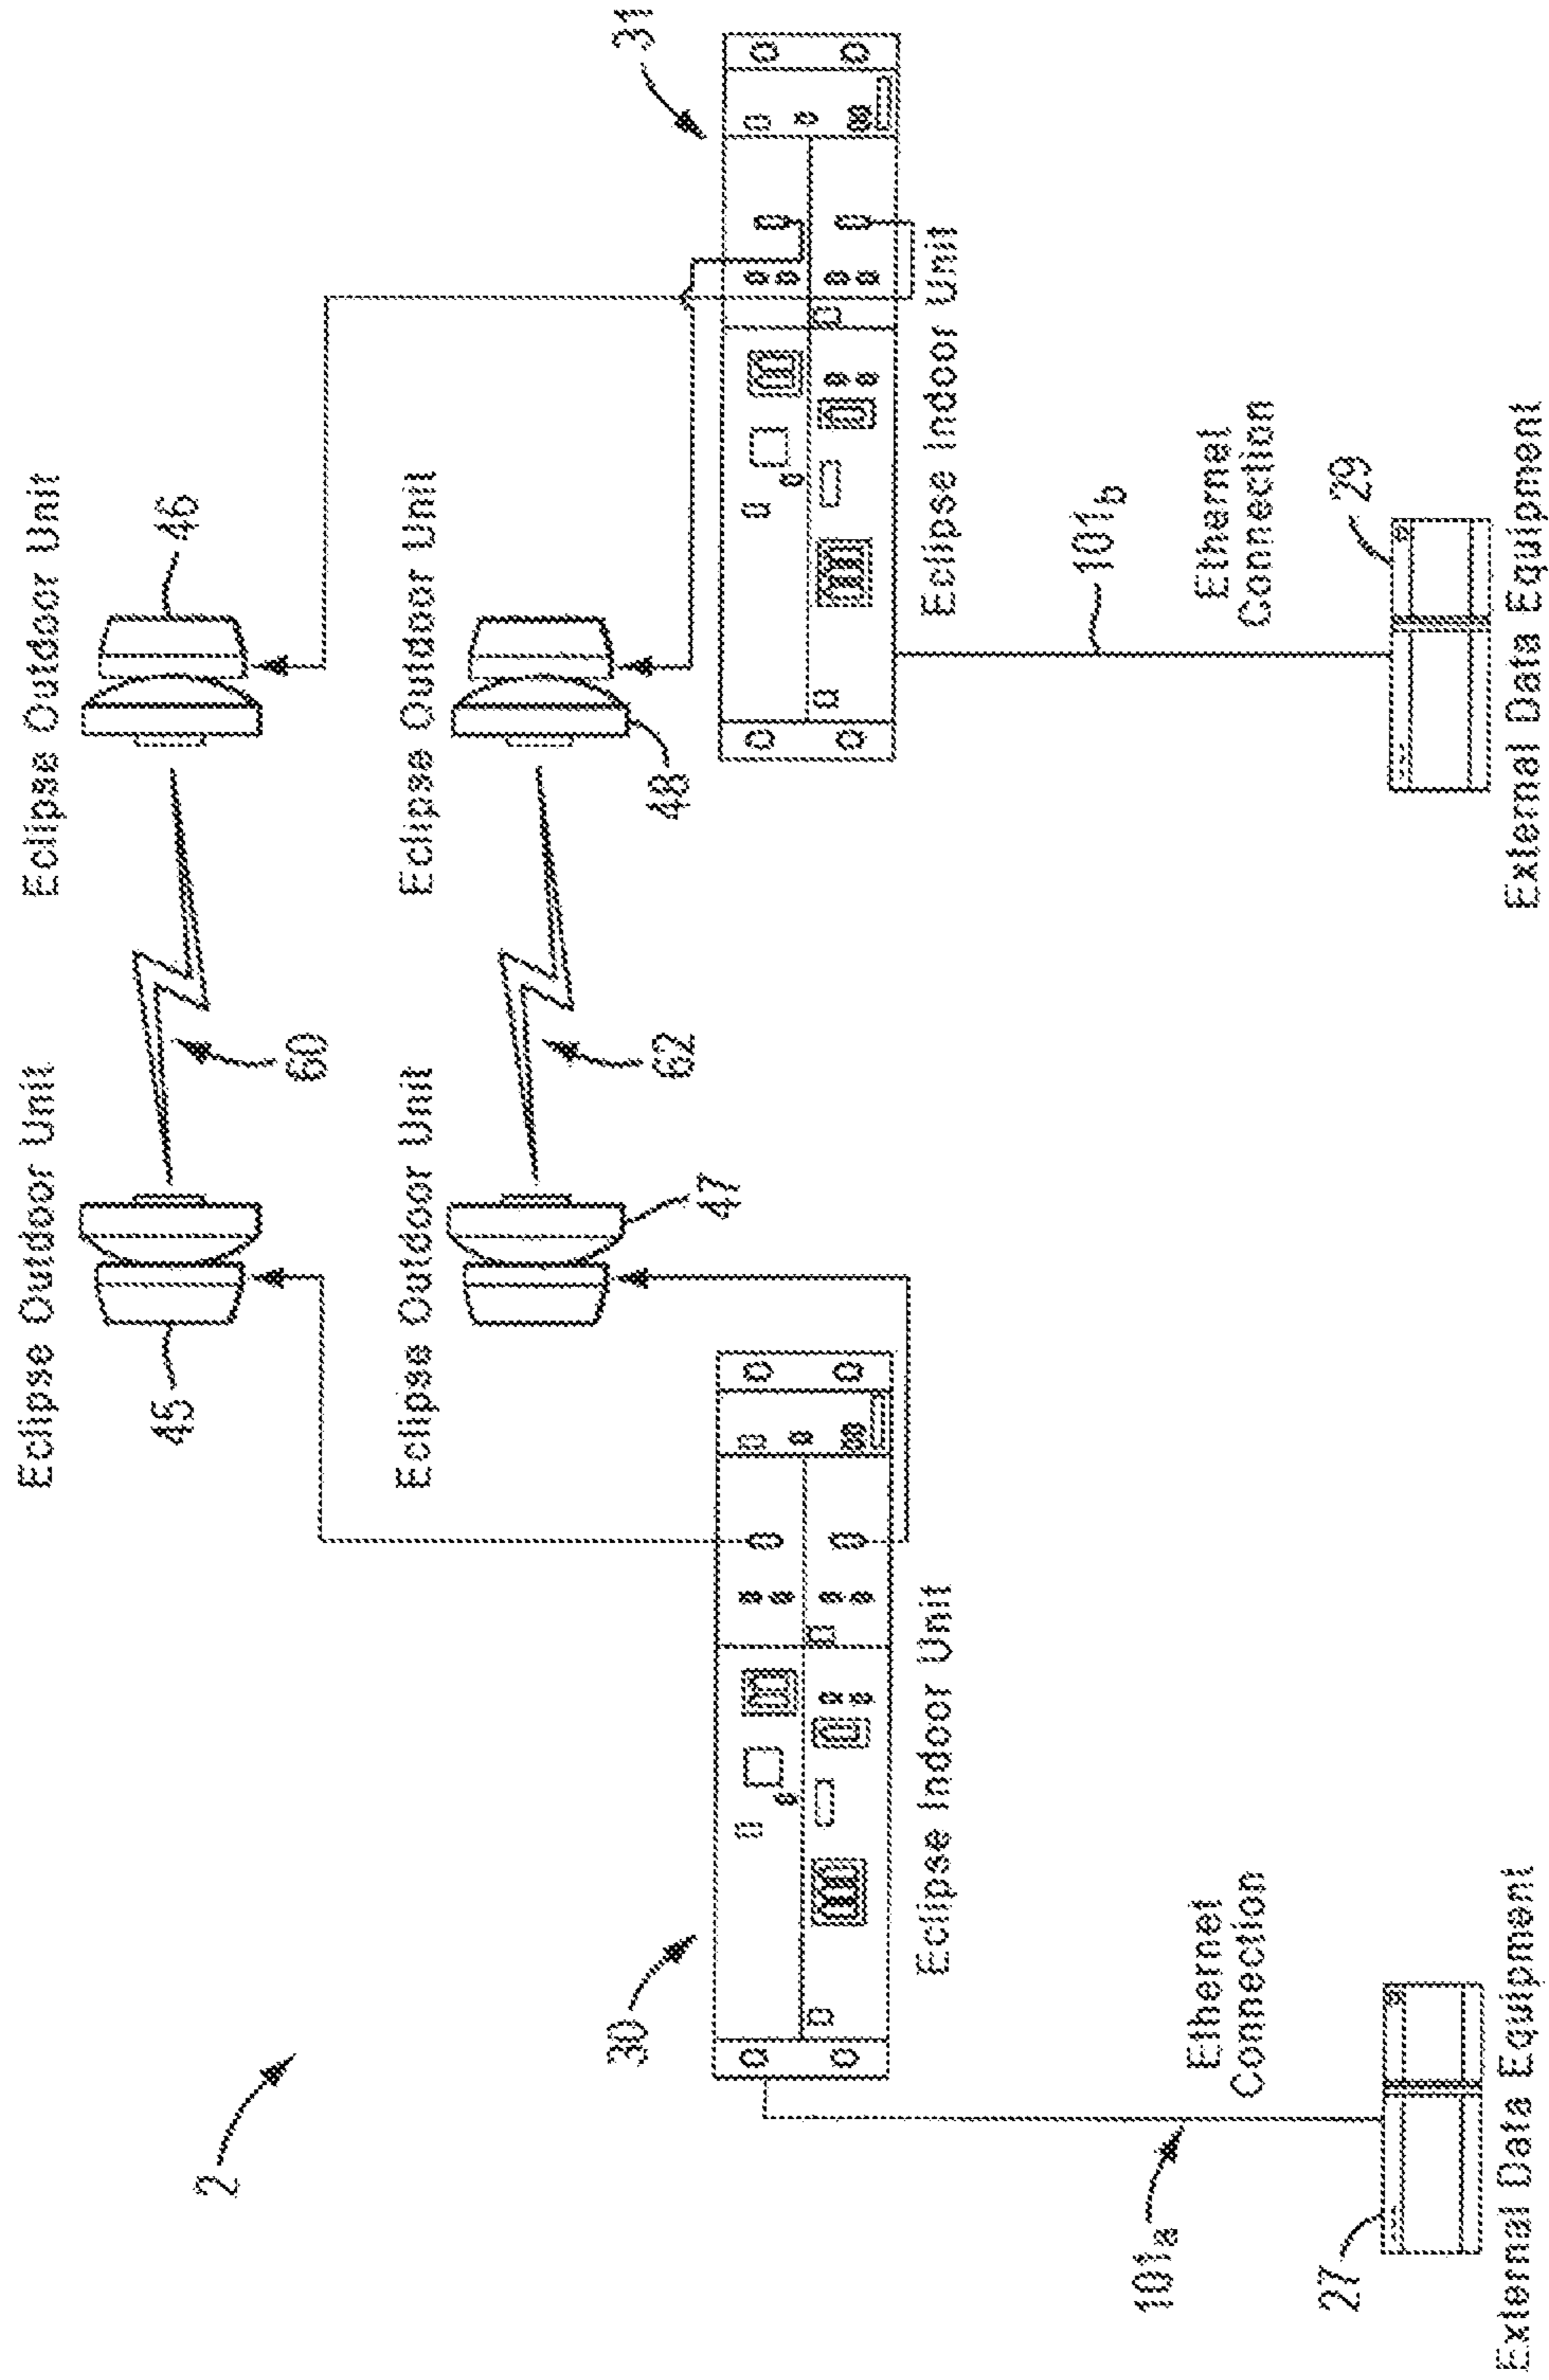 Eclipse Outdoor Unit
Eclipse Outdoor Unit
45
46
60
Eclipse Outdoor Unit
Eclipse Outdoor Unit
47
48
62
2
30
31
Eclipse Indoor Unit
Eclipse Indoor Unit
101a
Ethernet
Connection
101b
Ethernet
Connection
27
29
External Data Equipment
External Data Equipment